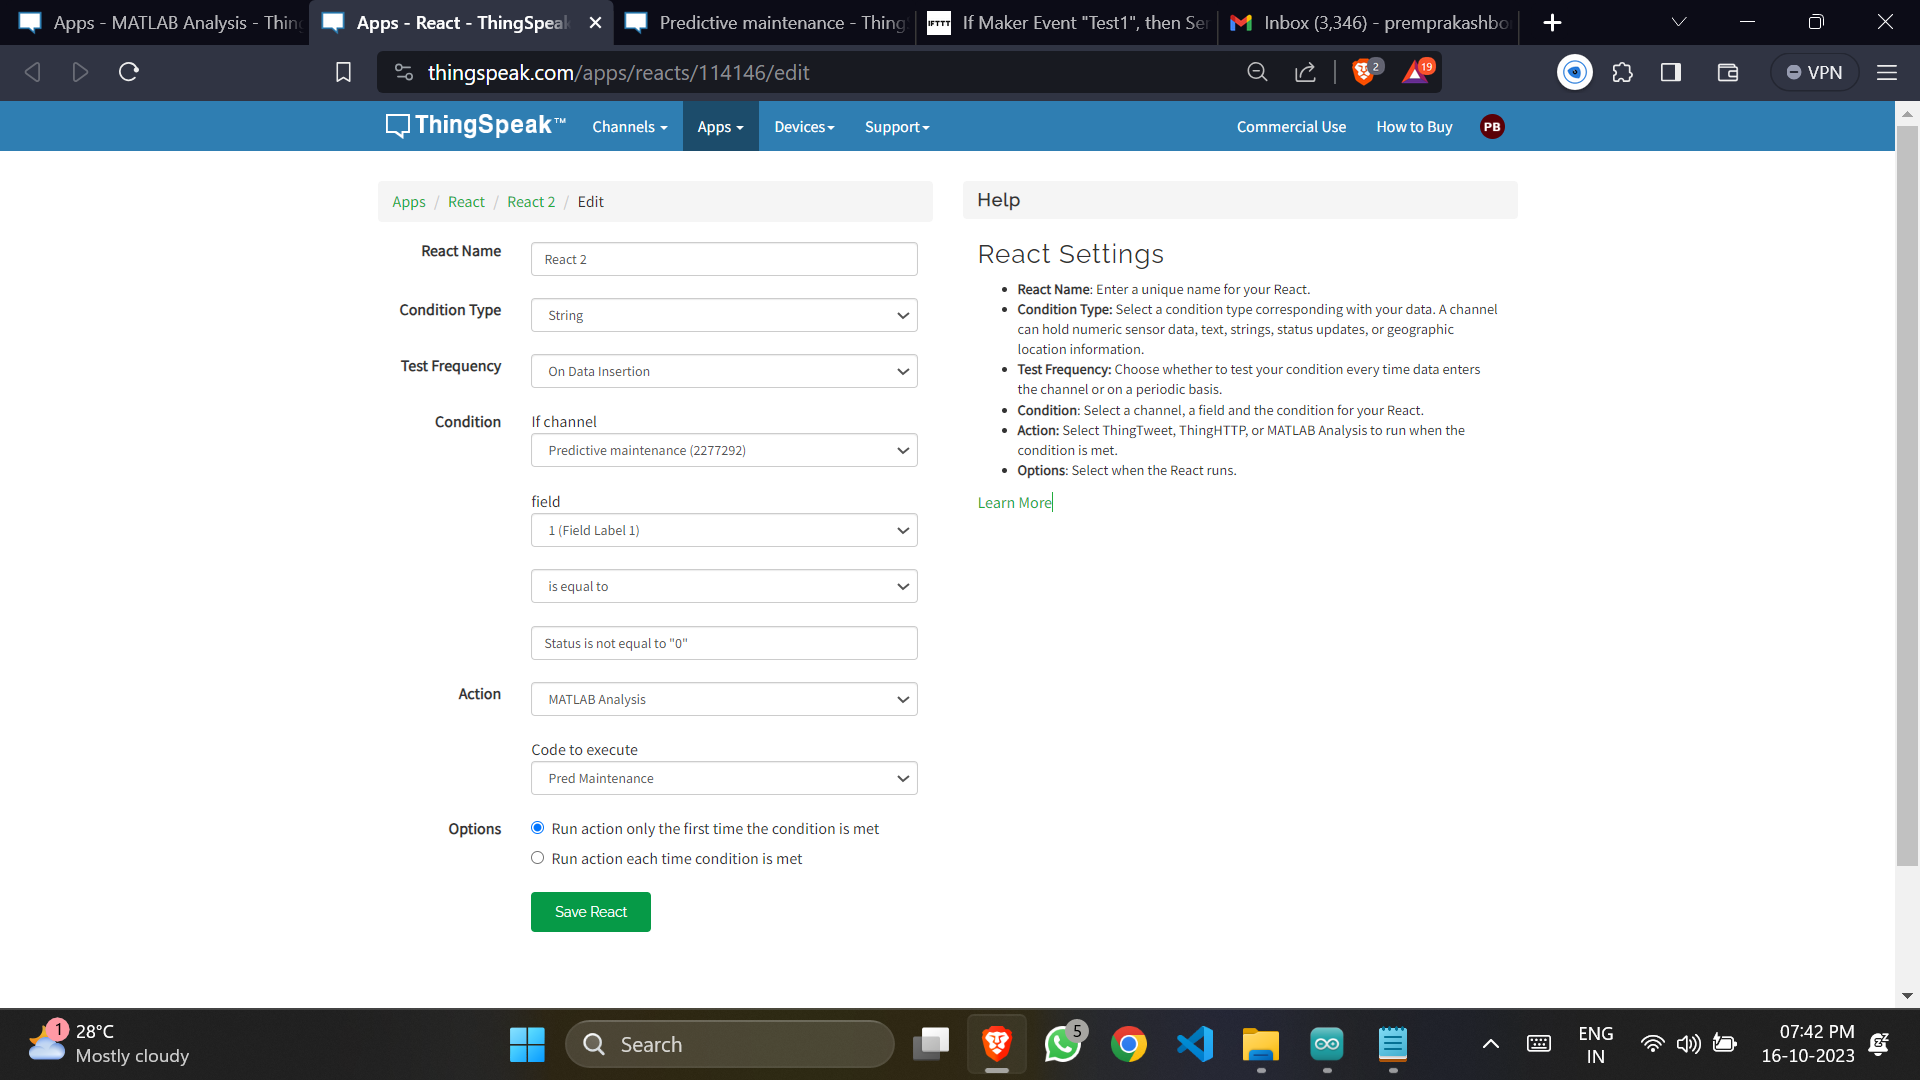 Apps - MATLAB Analysis - Thing
Apps - React - ThingSpeak
Predictive maintenance - ThingS
IFTTT
If Maker Event "Test1", then Se
Inbox (3,346) - premprakashbo
thingspeak.com/apps/reacts/114146/edit
2
19
VPN
ThingSpeak™
Channels
Apps
Devices
Support
Commercial Use
How to Buy
PB
Apps / React / React 2 / Edit
React Name
React 2
Condition Type
String
Test Frequency
On Data Insertion
Condition
If channel
Predictive maintenance (2277292)
field
1 (Field Label 1)
is equal to
Status is not equal to "0"
Action
MATLAB Analysis
Code to execute
Pred Maintenance
Options
Run action only the first time the condition is met
Run action each time condition is met
Save React
Help
React Settings
• React Name: Enter a unique name for your React.
• Condition Type: Select a condition type corresponding with your data. A channel
can hold numeric sensor data, text, strings, status updates, or geographic
location information.
• Test Frequency: Choose whether to test your condition every time data enters
the channel or on a periodic basis.
• Condition: Select a channel, a field and the condition for your React.
• Action: Select ThingTweet, ThingHTTP, or MATLAB Analysis to run when the
condition is met.
• Options: Select when the React runs.
Learn More
1
28°C
Mostly cloudy
Search
5
ENG
IN
07:42 PM
16-10-2023